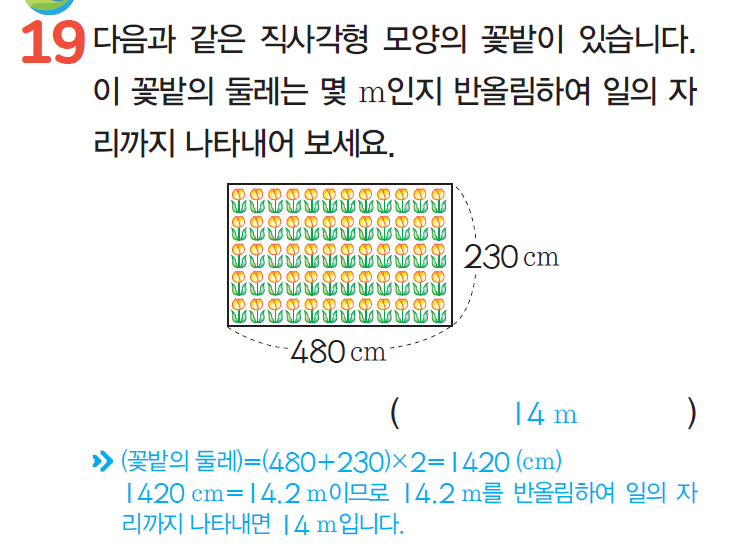 19 다음과 같은 직사각형 모양의 꽃밭이 있습니다.
이 꽃밭의 둘레는 몇 m인지 반올림하여 일의 자
리까지 나타내어 보세요.
230 cm
480 cm
( 14 m )
(꽃밭의 둘레)=(480+230)×2=1420 (cm)
1420 cm=14.2 m이므로 14.2 m를 반올림하여 일의 자
리까지 나타내면 14 m입니다.